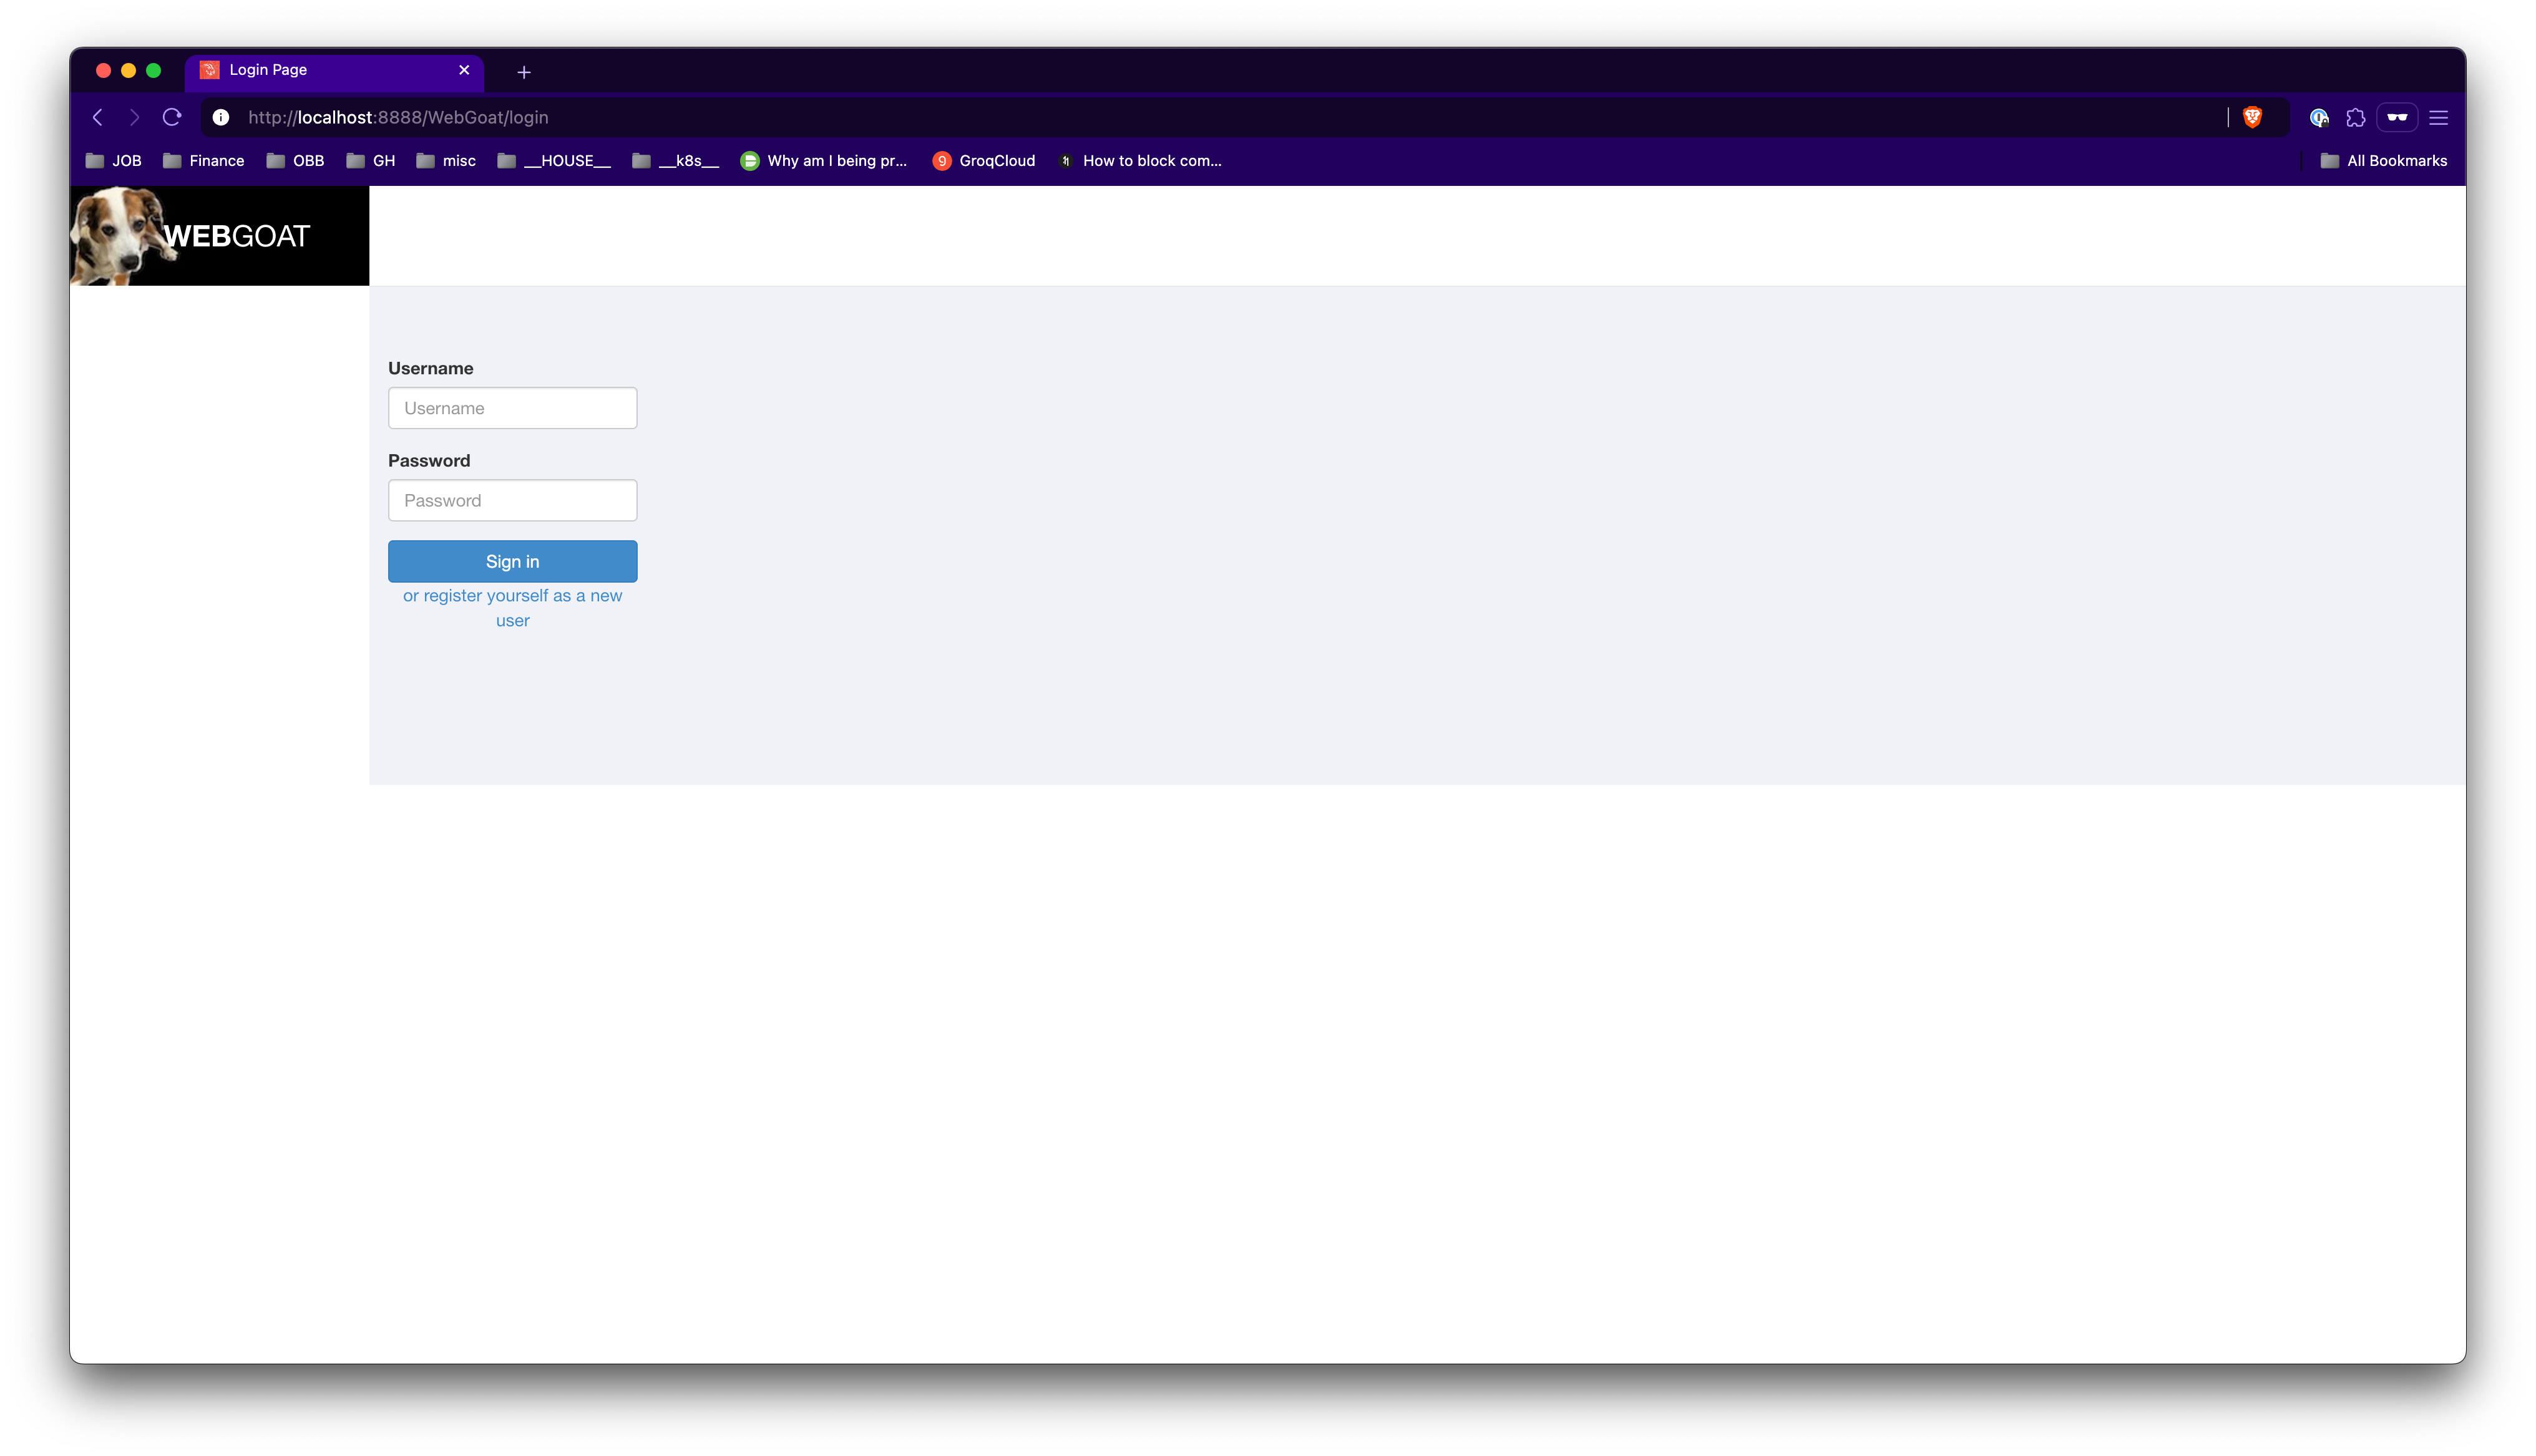 Login Page
http://localhost:8888/WebGoat/login
JOB Finance OBB GH misc __HOUSE__ __k8s__ Why am I being pr... GroqCloud How to block com... All Bookmarks
WEBGOAT
Username
Username
Password
Password
Sign in
or register yourself as a new
user